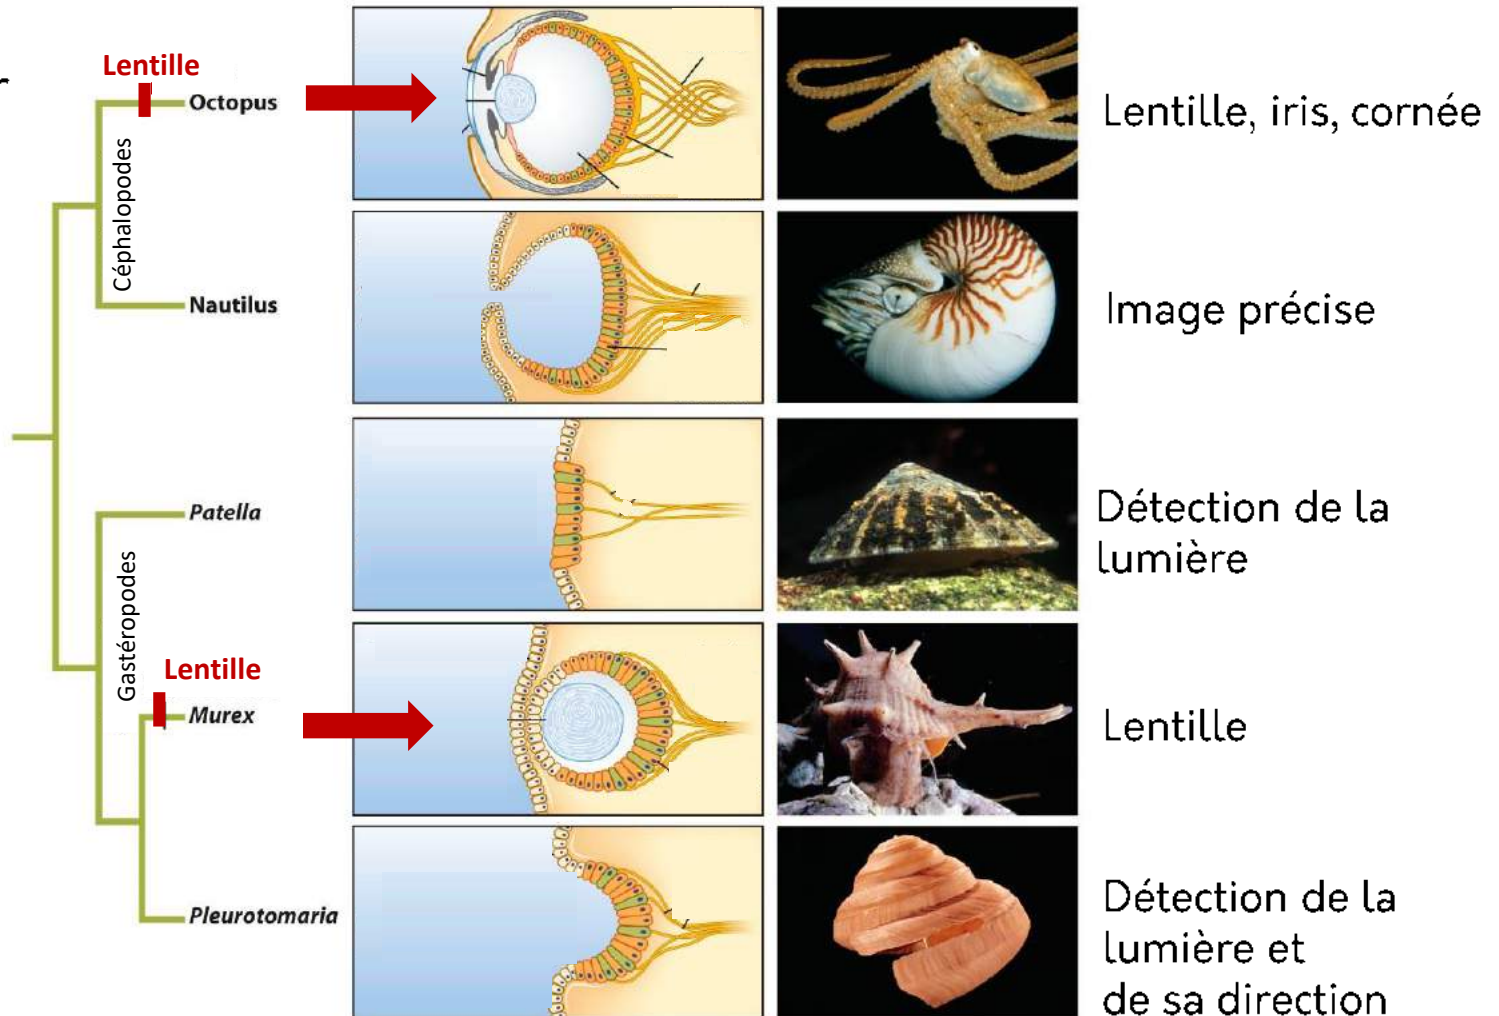 r
Lentille
Octopus
Lentille, iris, cornée
Céphalopodes
Nautilus
Image précise
Patella
Détection de la
lumière
Gastéropodes
Lentille
Murex
Lentille
Pleurotomaria
Détection de la
lumière et
de sa direction